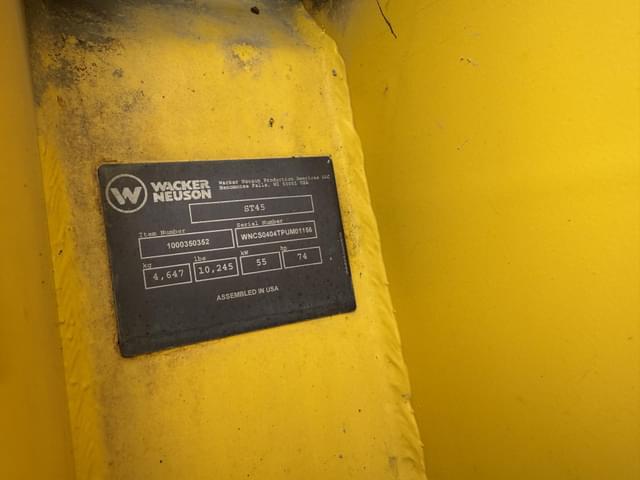 W WACKER NEUSON
Wacker Neuson Production Americas LLC
Menomonee Falls, WI 53051 USA
ST45
Item Number
Serial Number
1000350352
WNCS0404TPUM01156
kg
lbs
kW
hp
4,647
10,245
55
74
ASSEMBLED IN USA